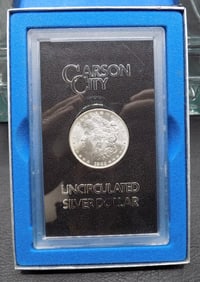 CARSON
CITY
UNCIRCULATED
SILVER DOLLAR